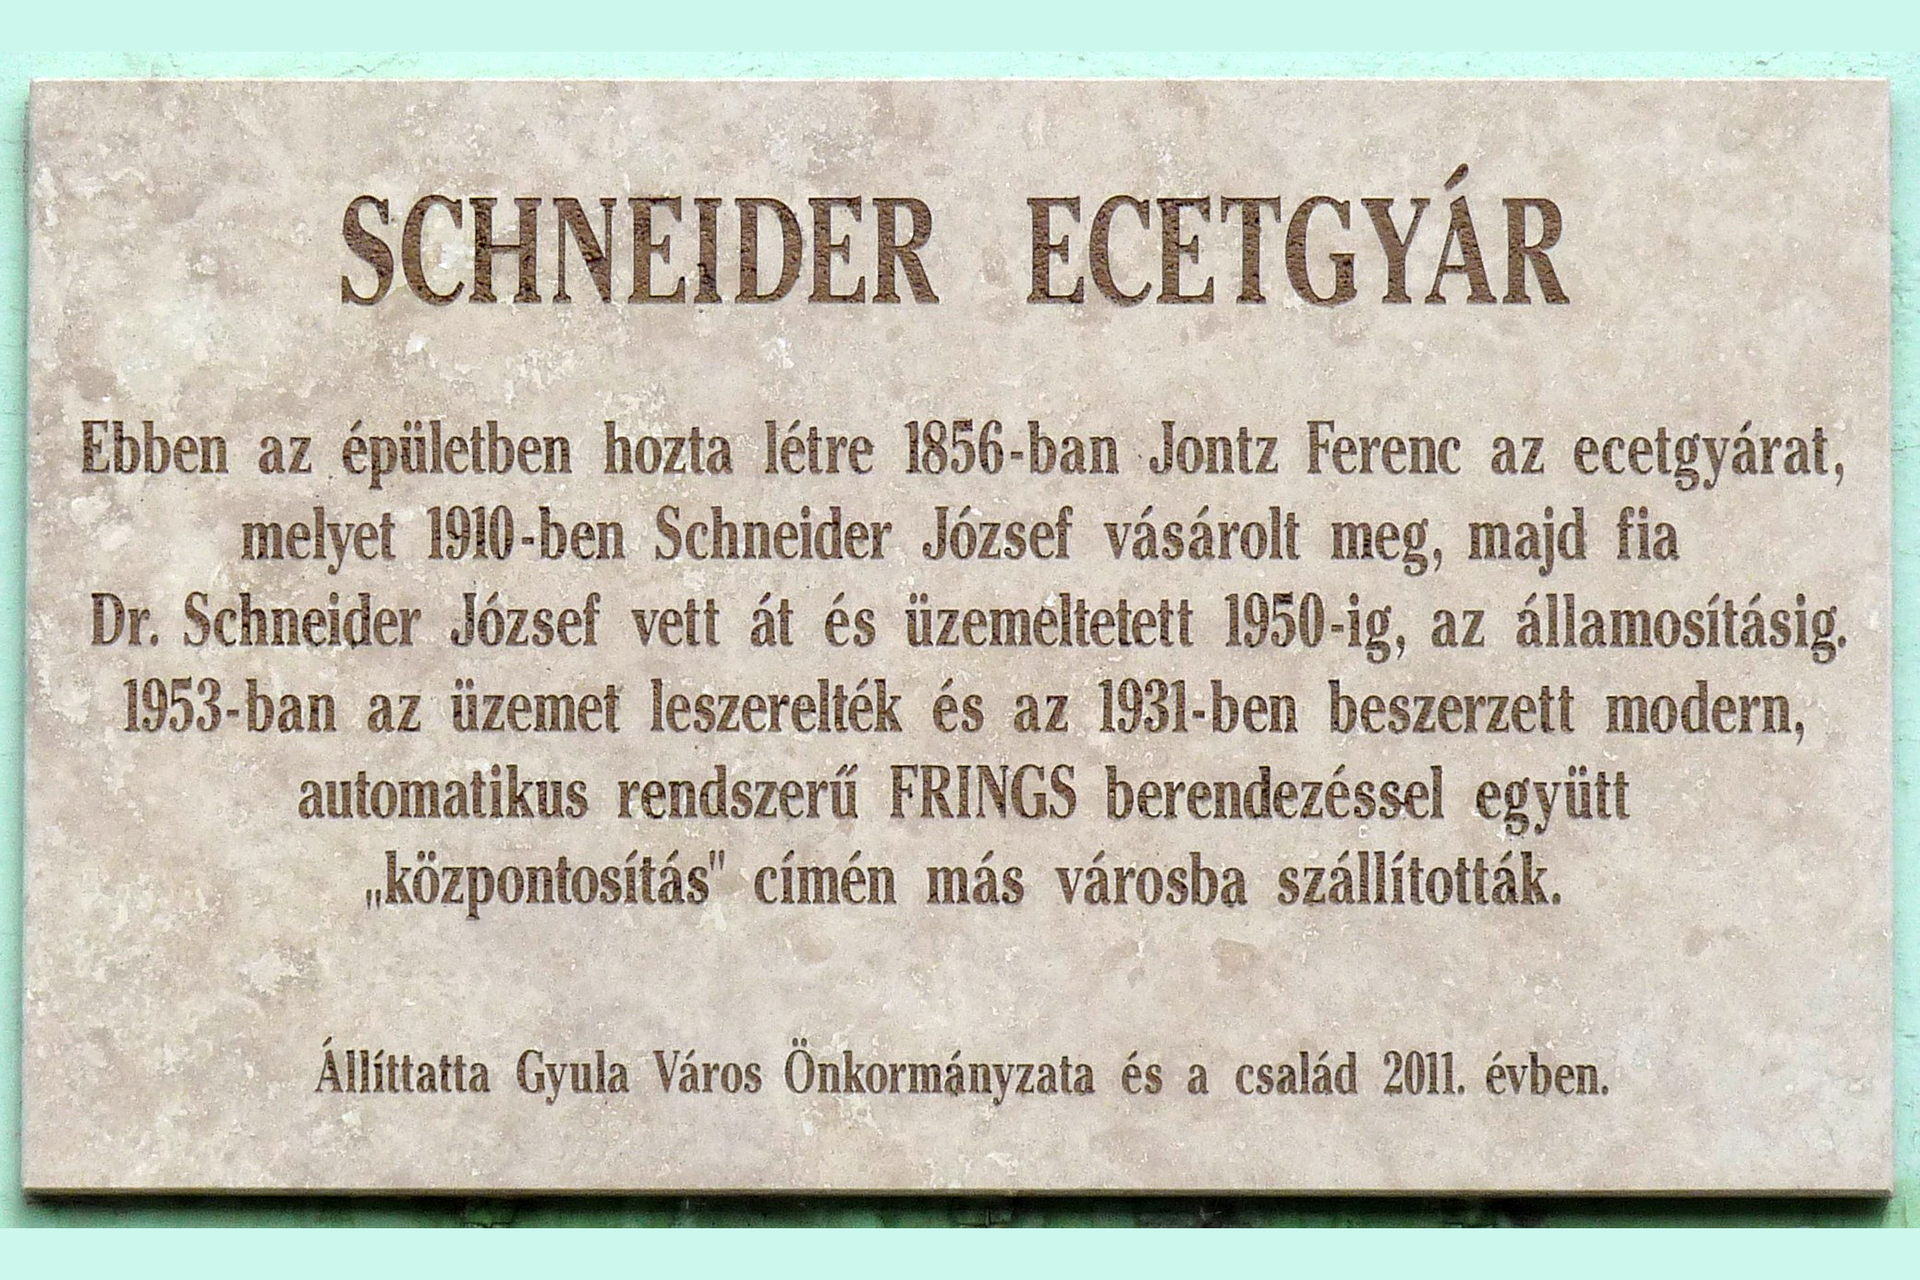 SCHNEIDER ECETGYÁR
Ebben az épületben hozta létre 1856-ban Jontz Ferenc az ecetgyárat,
melyet 1910-ben Schneider József vásárolt meg, majd fia
Dr. Schneider József vett át és üzemeltetett 1950-ig, az államosításig.
1953-ban az üzemet leszerelték és az 1931-ben beszerzett modern,
automatikus rendszerű FRINGS berendezéssel együtt
„központosítás" címén más városba szállították.
Állíttatta Gyula Város Önkormányzata és a család 2011. évben.